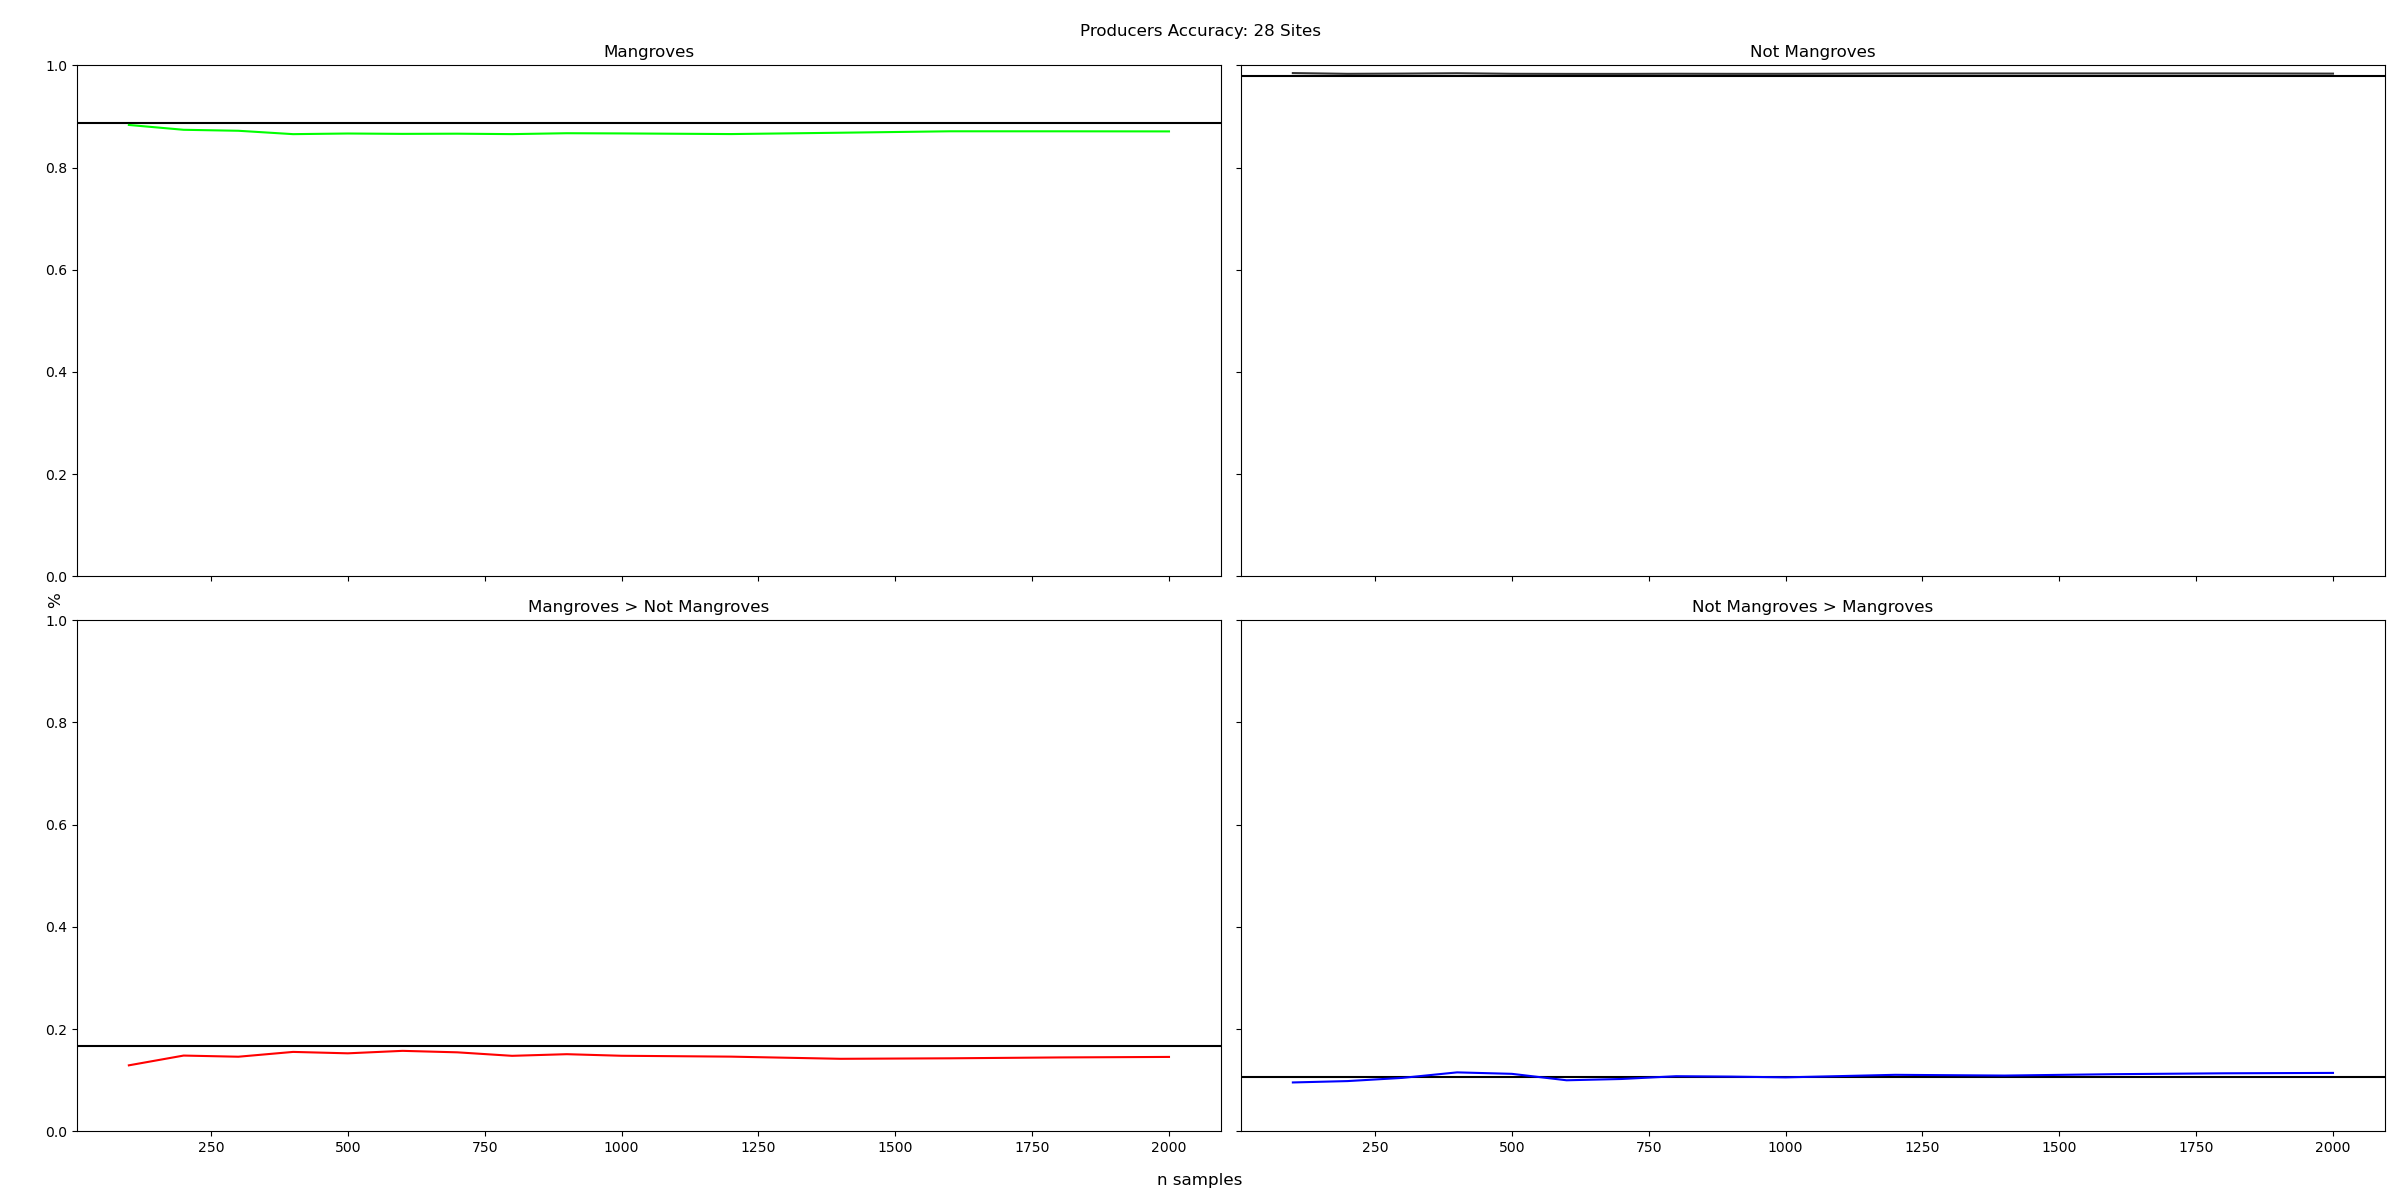 Producers Accuracy: 28 Sites
Mangroves
Not Mangroves
1.0
0.8
0.6
0.4
0.2
0.0
%
Mangroves > Not Mangroves
Not Mangroves > Mangroves
1.0
0.8
0.6
0.4
0.2
0.0
250 500 750 1000 1250 1500 1750 2000
250 500 750 1000 1250 1500 1750 2000
n samples